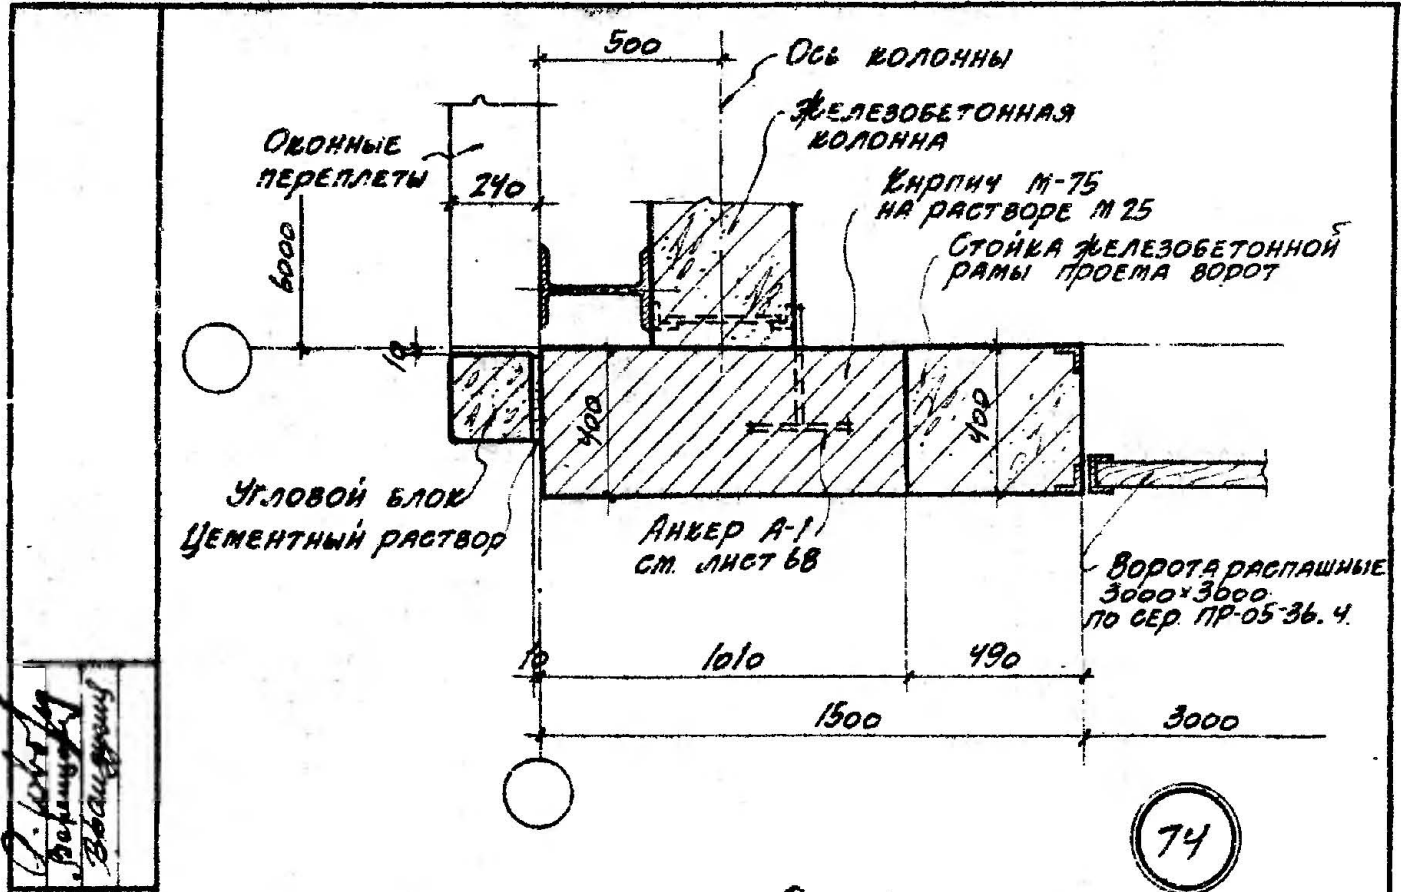 500
Ось колонны
Железобетонная
колонна
Оконные
переплеты
240
Кирпич М-75
на растворе М 25
Стойка железобетонной
рамы проема ворот
6000
10
400
400
Угловой блок
Цементный раствор
Анкер А-1
см. лист 68
Ворота распашные
3000×3000
по сер. ПР-05-36.4.
10
1010
490
1500
3000
74